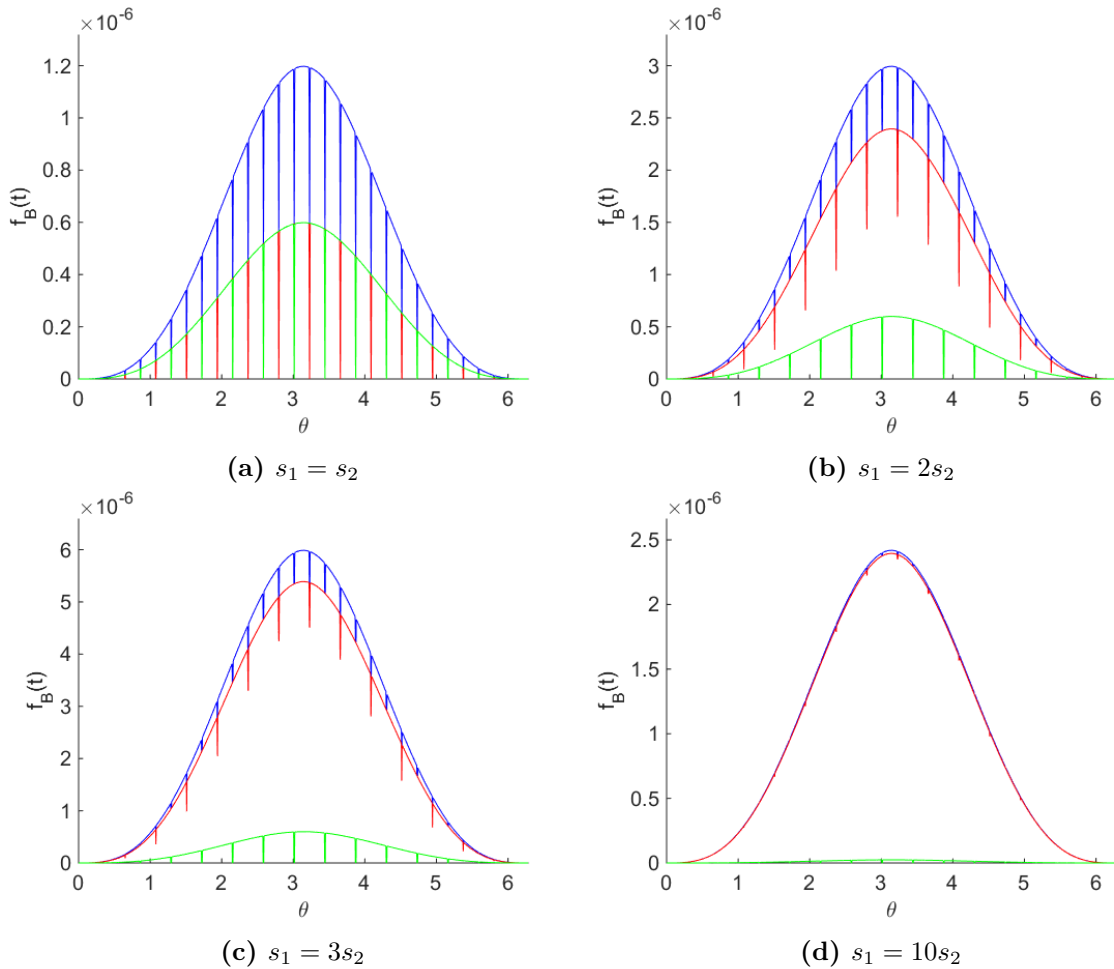 ×10⁻⁶ ×10⁻⁶
1.2 1 0.8 0.6 0.4 0.2 0
f_B(t)
0 1 2 3 4 5 6
θ
3 2.5 2 1.5 1 0.5 0
f_B(t)
0 1 2 3 4 5 6
θ
(a) s₁ = s₂ (b) s₁ = 2s₂
×10⁻⁶ ×10⁻⁶
6 5 4 3 2 1 0
f_B(t)
0 1 2 3 4 5 6
θ
2.5 2 1.5 1 0.5 0
f_B(t)
0 1 2 3 4 5 6
θ
(c) s₁ = 3s₂ (d) s₁ = 10s₂